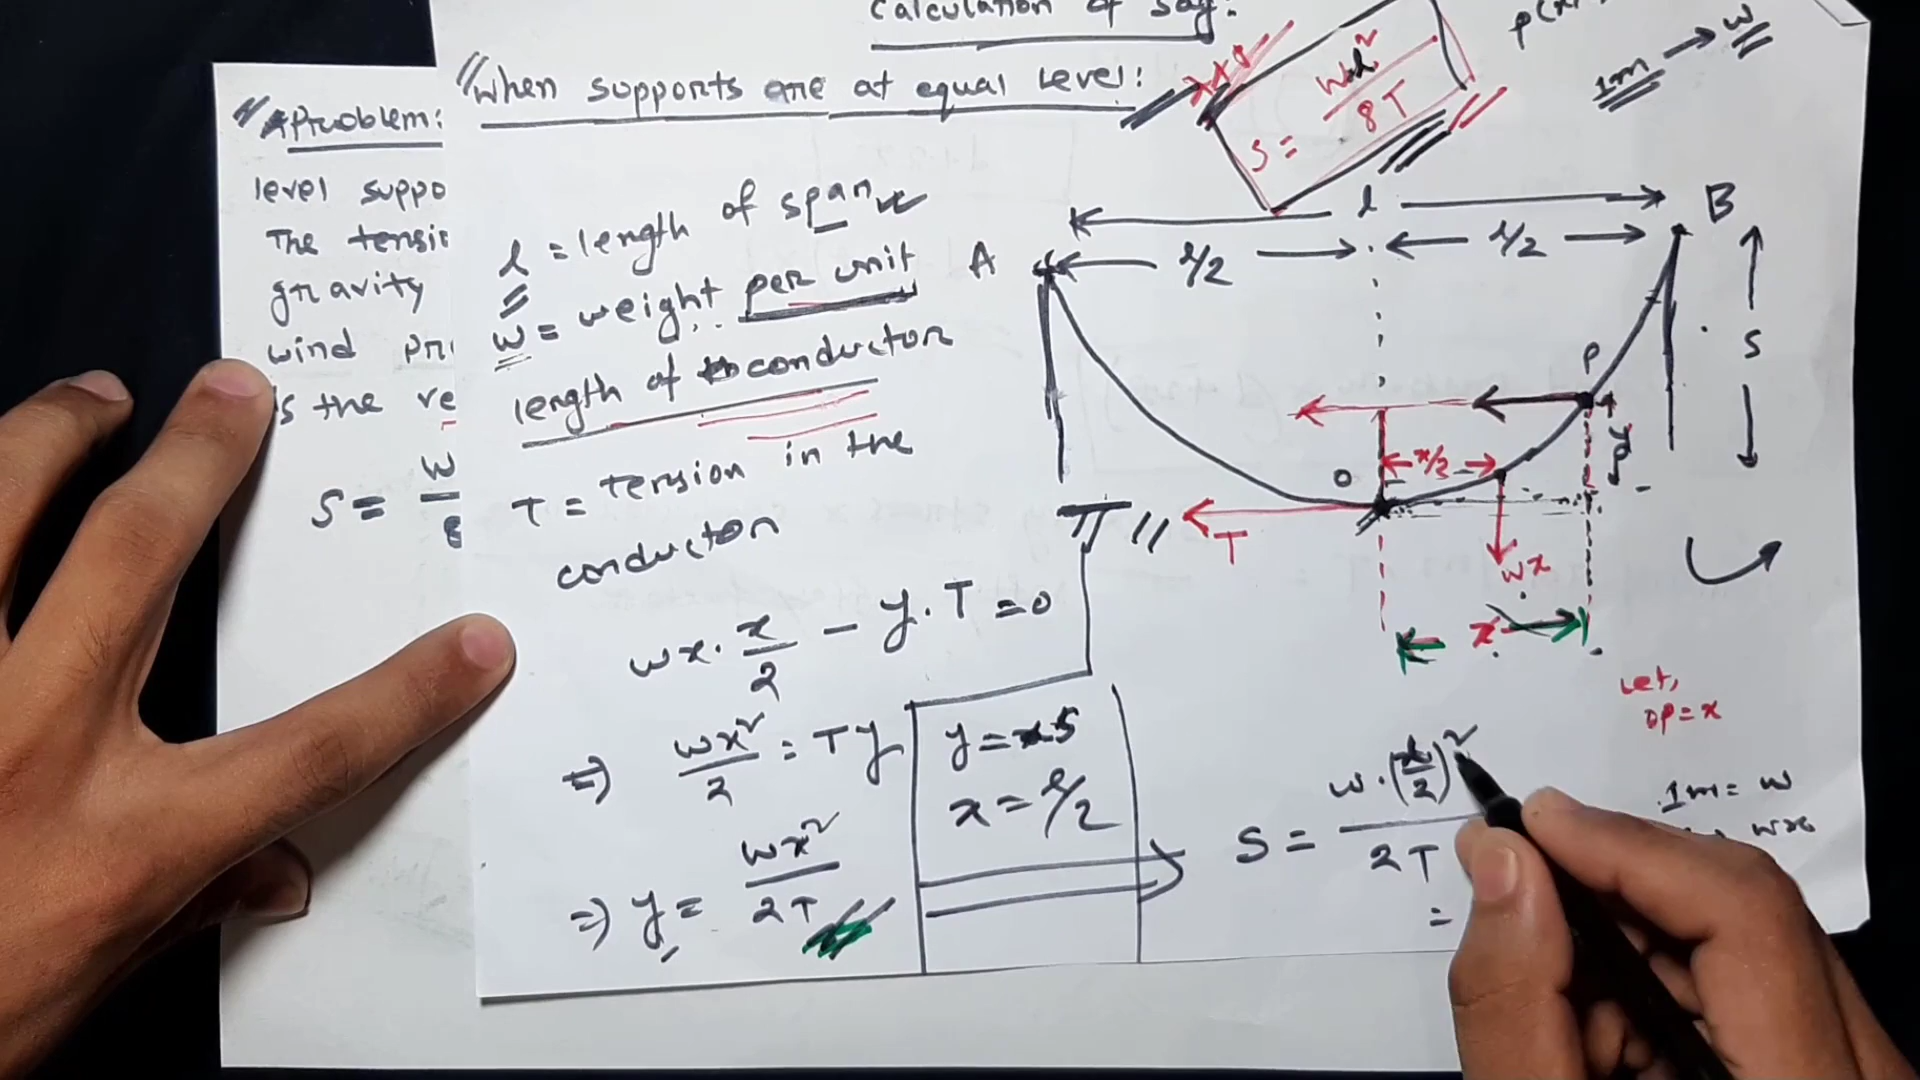 Calculation of Sag:
When supports are at equal Level:
S = wl² / 8T
1m → w
Problem:
level suppo
The tensi
gravity
wind pr
is the re
S = W
l = length of span
w = weight per unit
length of conductor
T = tension in the
conductor
wx. x/2 - y.T = 0
⇒ wx²/2 = Ty
⇒ y = wx²/2T
y = S
x = l/2
S = w.(l/2)² / 2T
=
A
B
l
l/2
l/2
S
P
y
x/2
O
T
wx
x
Let,
OP = x
1m = w
wx